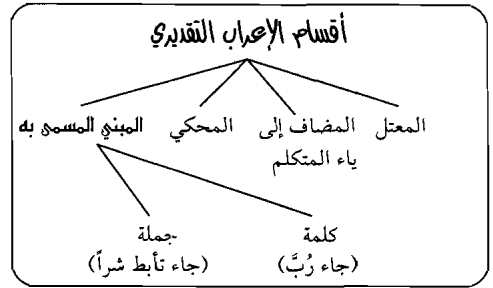 أقسام الإعراب التقديري
المعتل المضاف إلى المحكي المبني المسمى به
ياء المتكلم
كلمة جملة
(جاء رُبَّ) (جاء تأبط شراً)